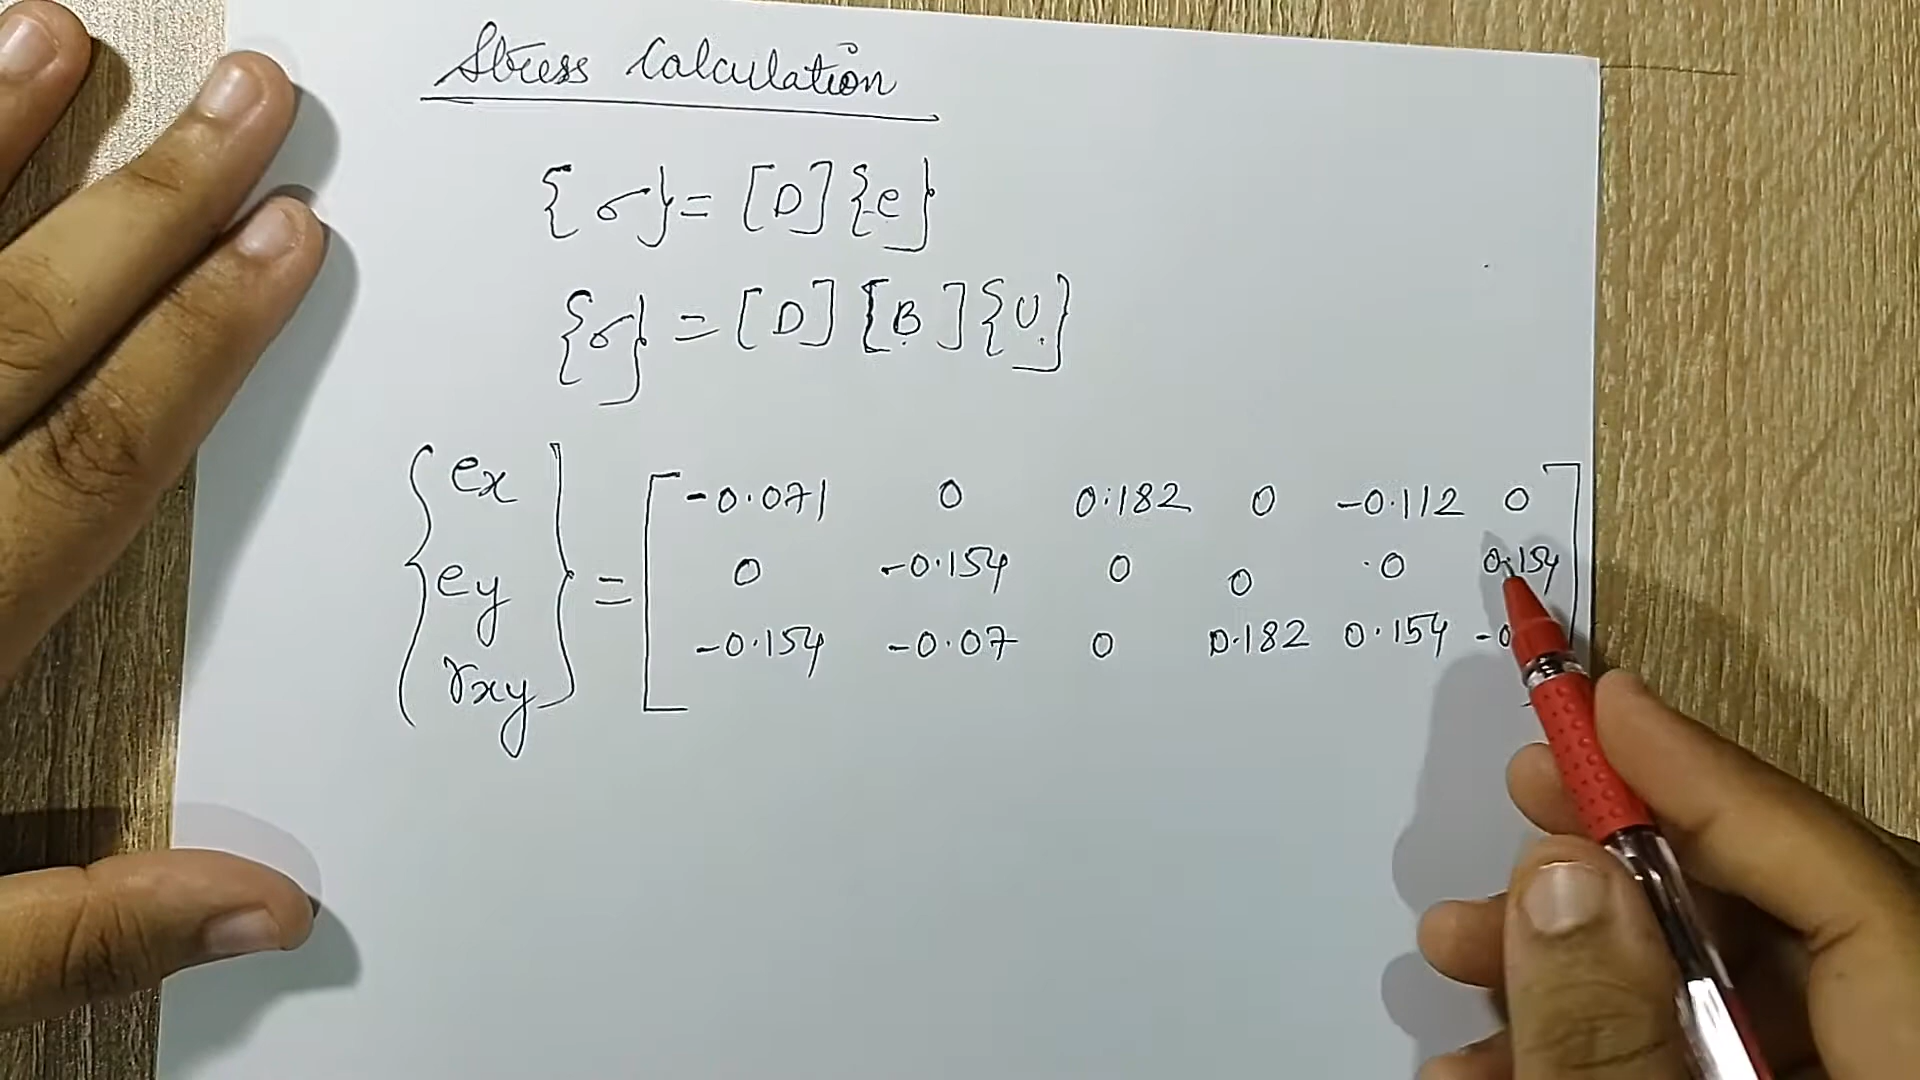 Stress Calculation
{σ} = [D]{e}
{σ} = [D][B]{U}
{ex ey γxy} =
[-0.071 0 0.182 0 -0.112 0
0 -0.154 0 0 0 0.154
-0.154 -0.07 0 0.182 0.154 -0